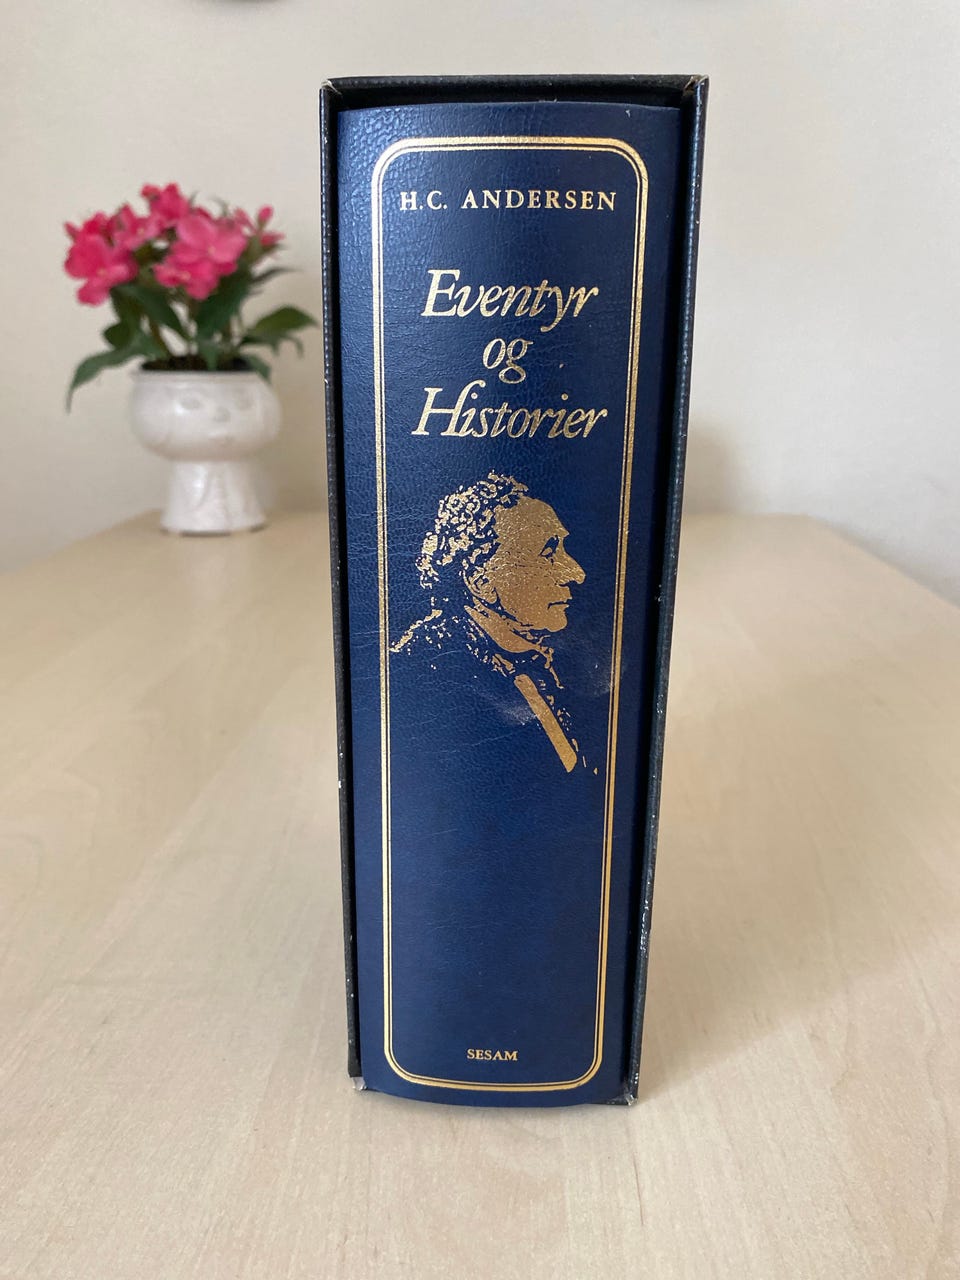 H.C. ANDERSEN
Eventyr
og
Historier
SESAM